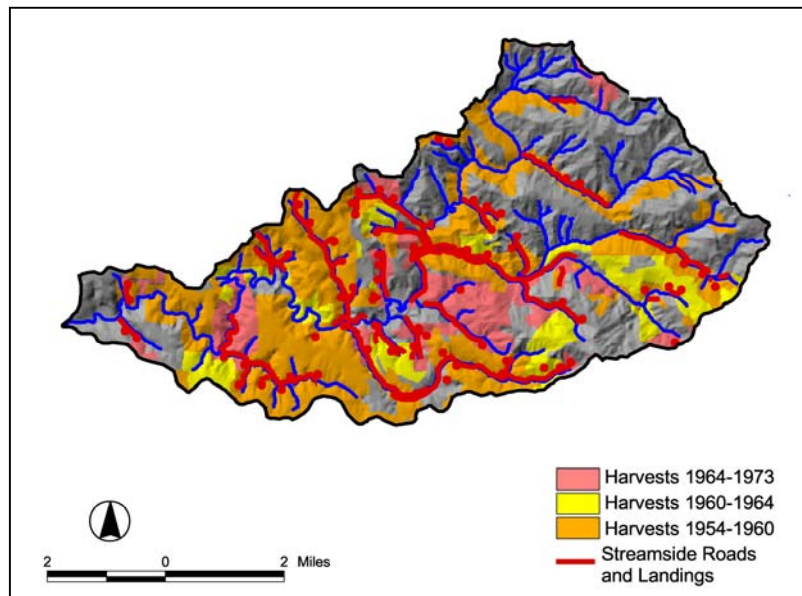 Harvests 1964-1973
Harvests 1960-1964
Harvests 1954-1960
Streamside Roads
and Landings
2 0 2 Miles